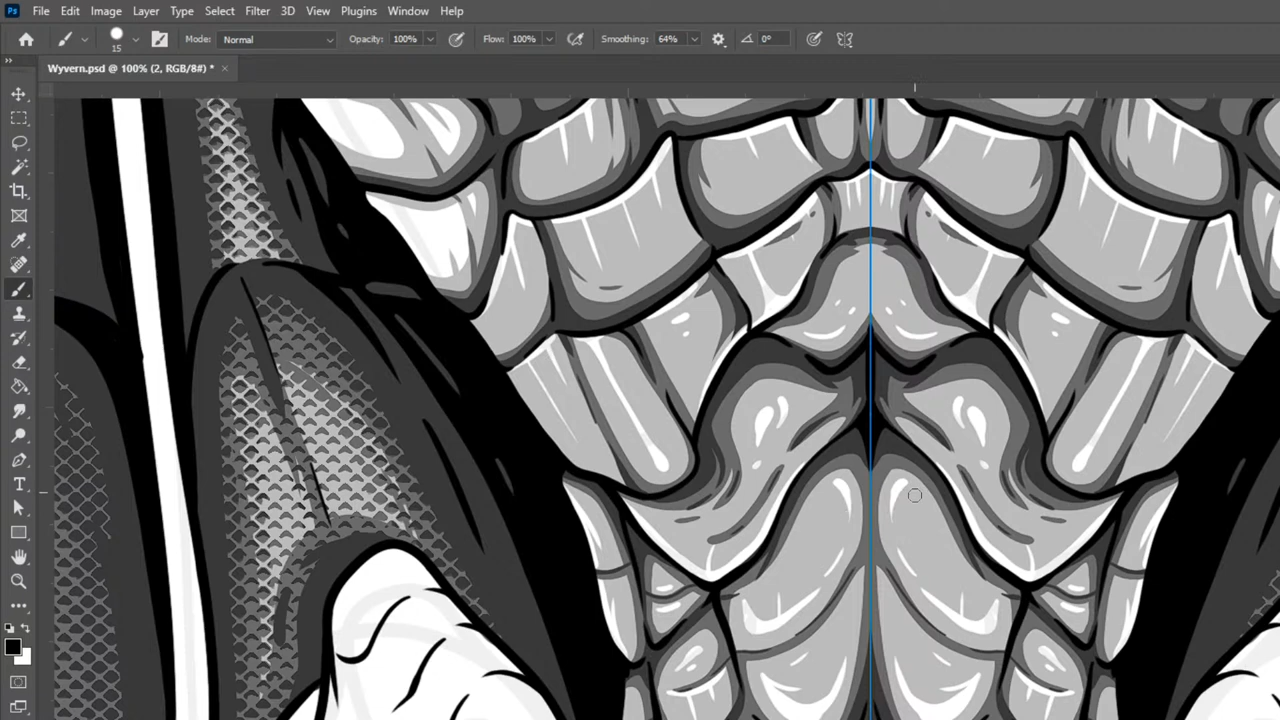 Ps File Edit Image Layer Type Select Filter 3D View Plugins Window Help
15 Mode: Normal Opacity: 100% Flow: 100% Smoothing: 64% 0°
Wyvern.psd @ 100% (2, RGB/8#) * ×
T